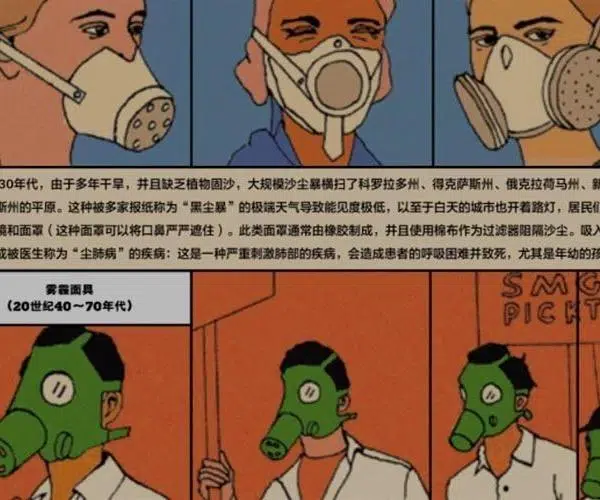 30年代,由于多年干旱,并且缺乏植物固沙,大规模沙尘暴横扫了科罗拉多州、得克萨斯州、俄克拉荷马州、新
斯州的平原。这种被多家报纸称为“黑尘暴”的极端天气导致能见度极低,以至于白天的城市也开着路灯,居民们
镜和面罩(这种面罩可以将口鼻严严遮住)。此类面罩通常由橡胶制成,并且使用棉布作为过滤器阻隔沙尘。吸入
成被医生称为“尘肺病”的疾病:这是一种严重刺激肺部的疾病,会造成患者的呼吸困难并致死,尤其是年幼的孩
雾霾面具
(20世纪40~70年代)
SMG
PICKT